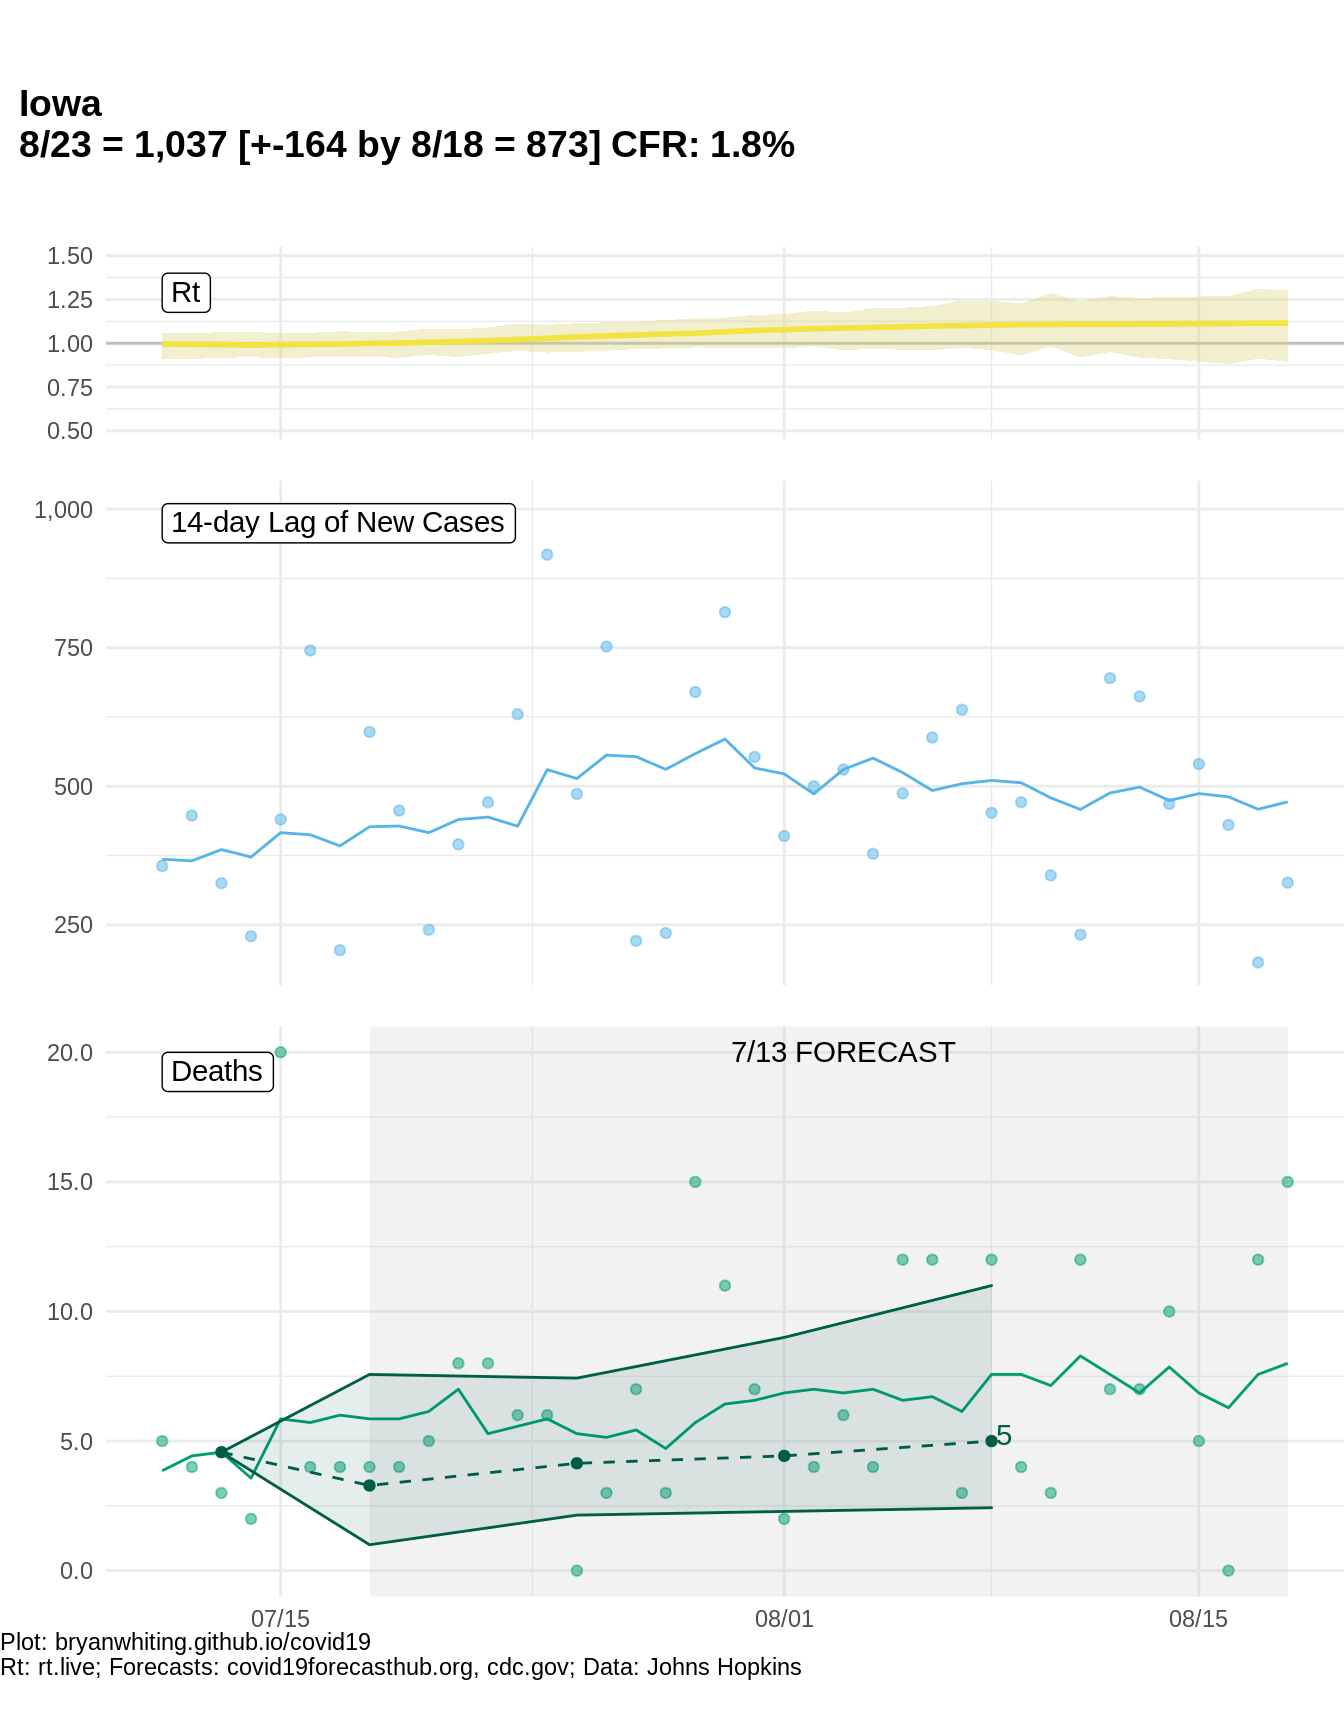 Iowa
8/23 = 1,037 [+-164 by 8/18 = 873] CFR: 1.8%
1.50
1.25
1.00
0.75
0.50
Rt
1,000
750
500
250
14-day Lag of New Cases
20.0
15.0
10.0
5.0
0.0
Deaths
7/13 FORECAST
5
07/15
08/01
08/15
Plot: bryanwhiting.github.io/covid19
Rt: rt.live; Forecasts: covid19forecasthub.org, cdc.gov; Data: Johns Hopkins